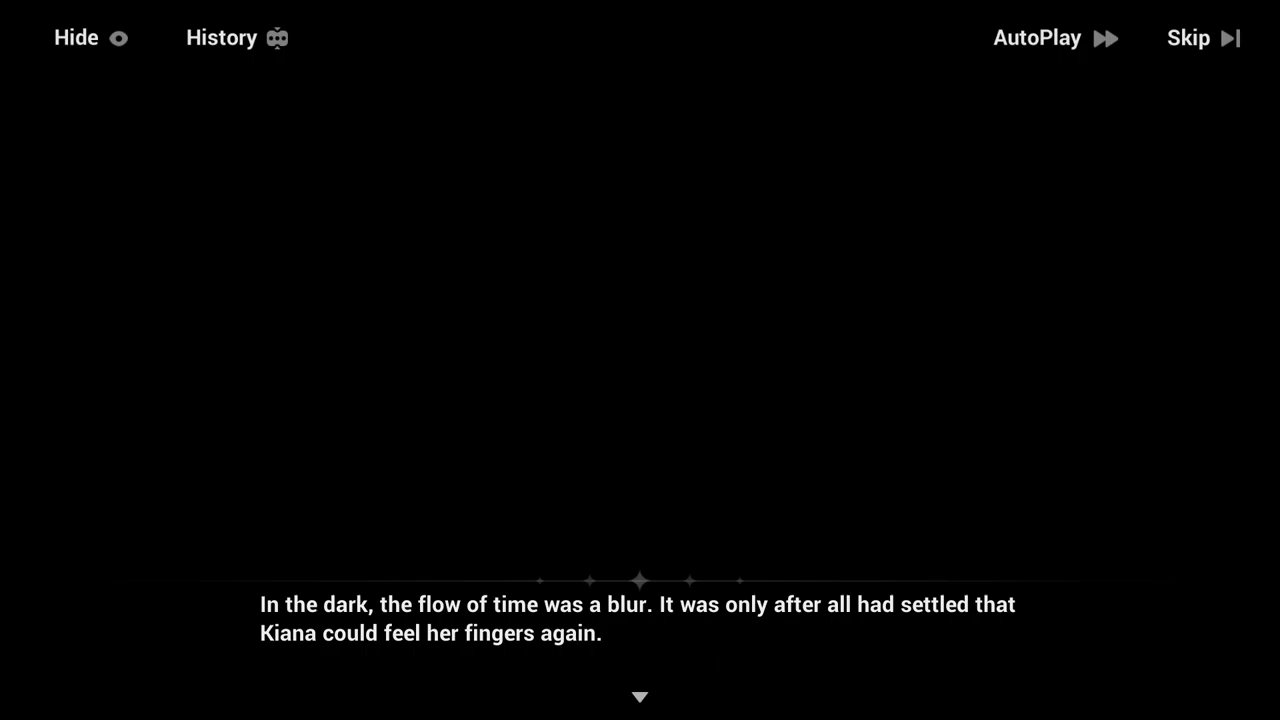 Hide
History
AutoPlay
Skip
In the dark, the flow of time was a blur. It was only after all had settled that
Kiana could feel her fingers again.